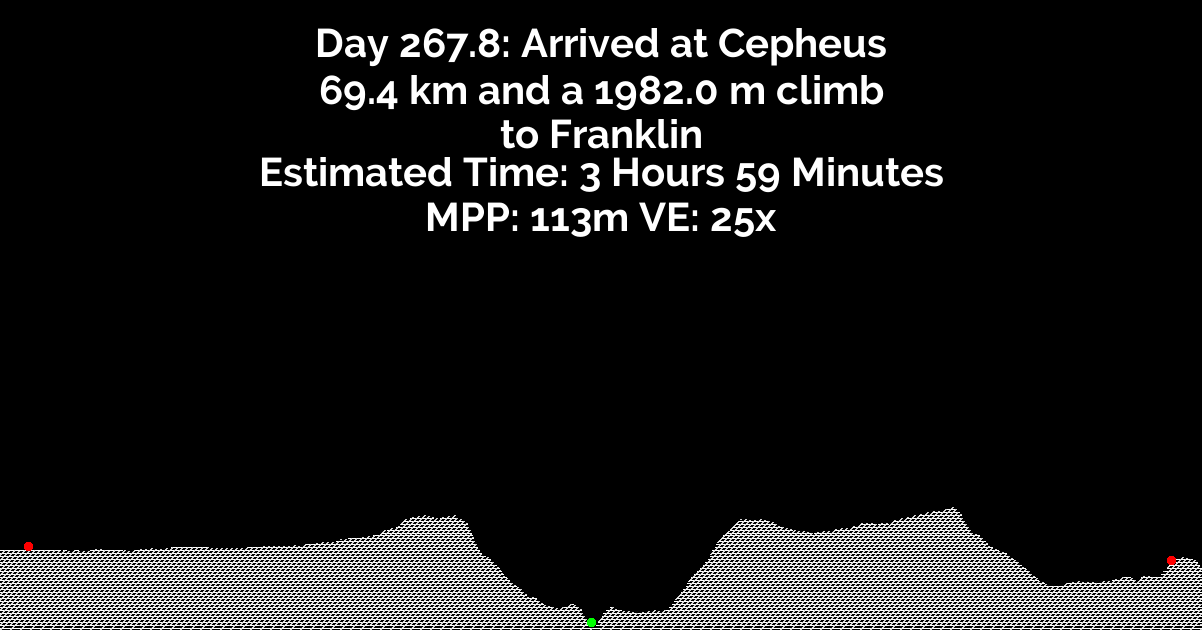 Day 267.8: Arrived at Cepheus
69.4 km and a 1982.0 m climb
to Franklin
Estimated Time: 3 Hours 59 Minutes
MPP: 113m VE: 25x